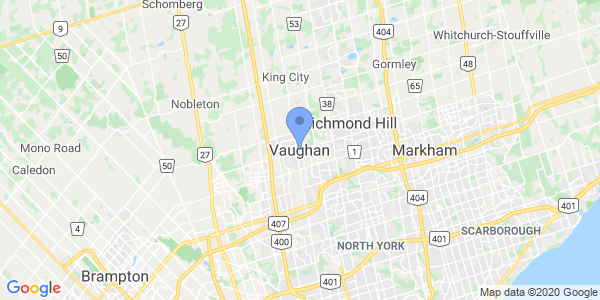 Schomberg
27
9
53
404
Whitchurch-Stouffville
50
King City
Gormley
48
65
Nobleton
38
Richmond Hill
Mono Road
27
Vaughan
1
Markham
Caledon
50
404
401
4
407
400
NORTH YORK
401
SCARBOROUGH
Brampton
401
401
Google
Map data ©2020 Google